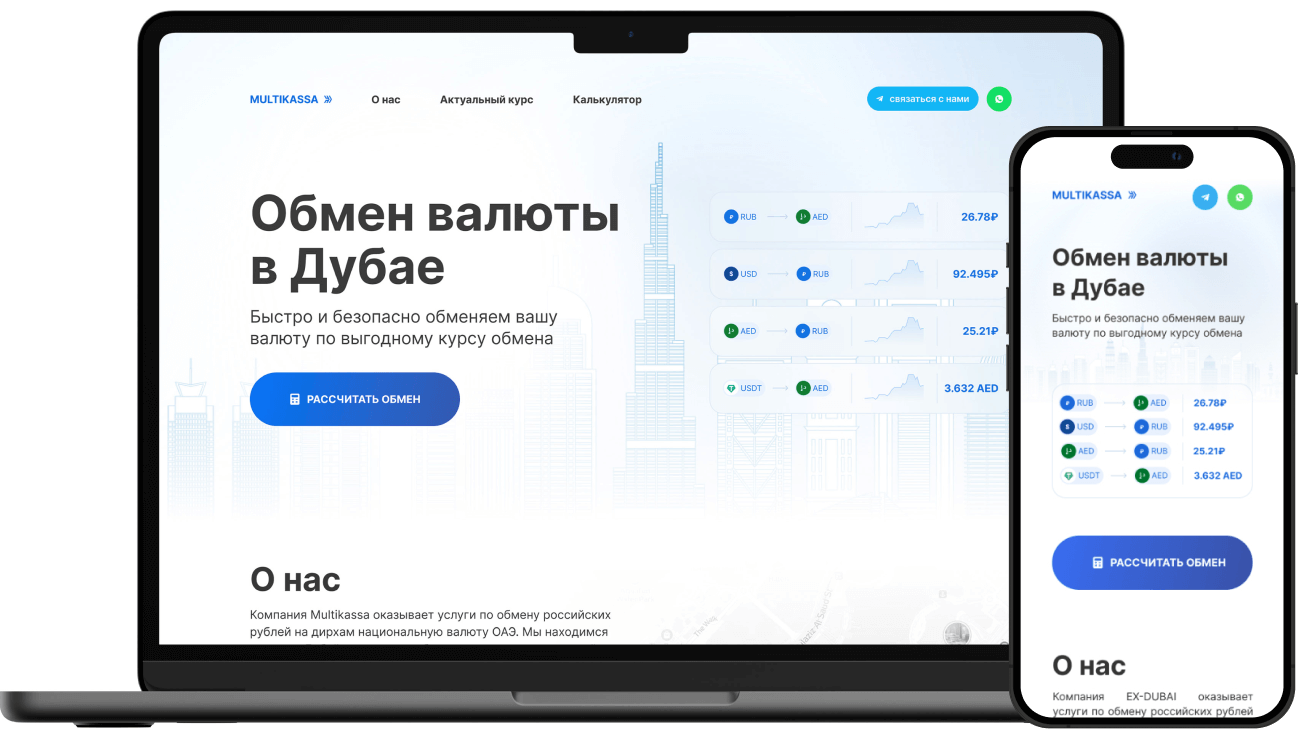 MULTIKASSA
О нас
Актуальный курс
Калькулятор
связаться с нами
Обмен валюты
в Дубае
Быстро и безопасно обменяем вашу
валюту по выгодному курсу обмена
РАССЧИТАТЬ ОБМЕН
RUB AED 26.78₽
USD RUB 92.495₽
AED RUB 25.21₽
USDT AED 3.632 AED
О нас
Компания Multikassa оказывает услуги по обмену российских
рублей на дирхам национальную валюту ОАЭ. Мы находимся
MULTIKASSA
Обмен валюты
в Дубае
Быстро и безопасно обменяем вашу
валюту по выгодному курсу обмена
RUB AED 26.78₽
USD RUB 92.495₽
AED RUB 25.21₽
USDT AED 3.632 AED
РАССЧИТАТЬ ОБМЕН
О нас
Компания EX-DUBAI оказывает
услуги по обмену российских рублей